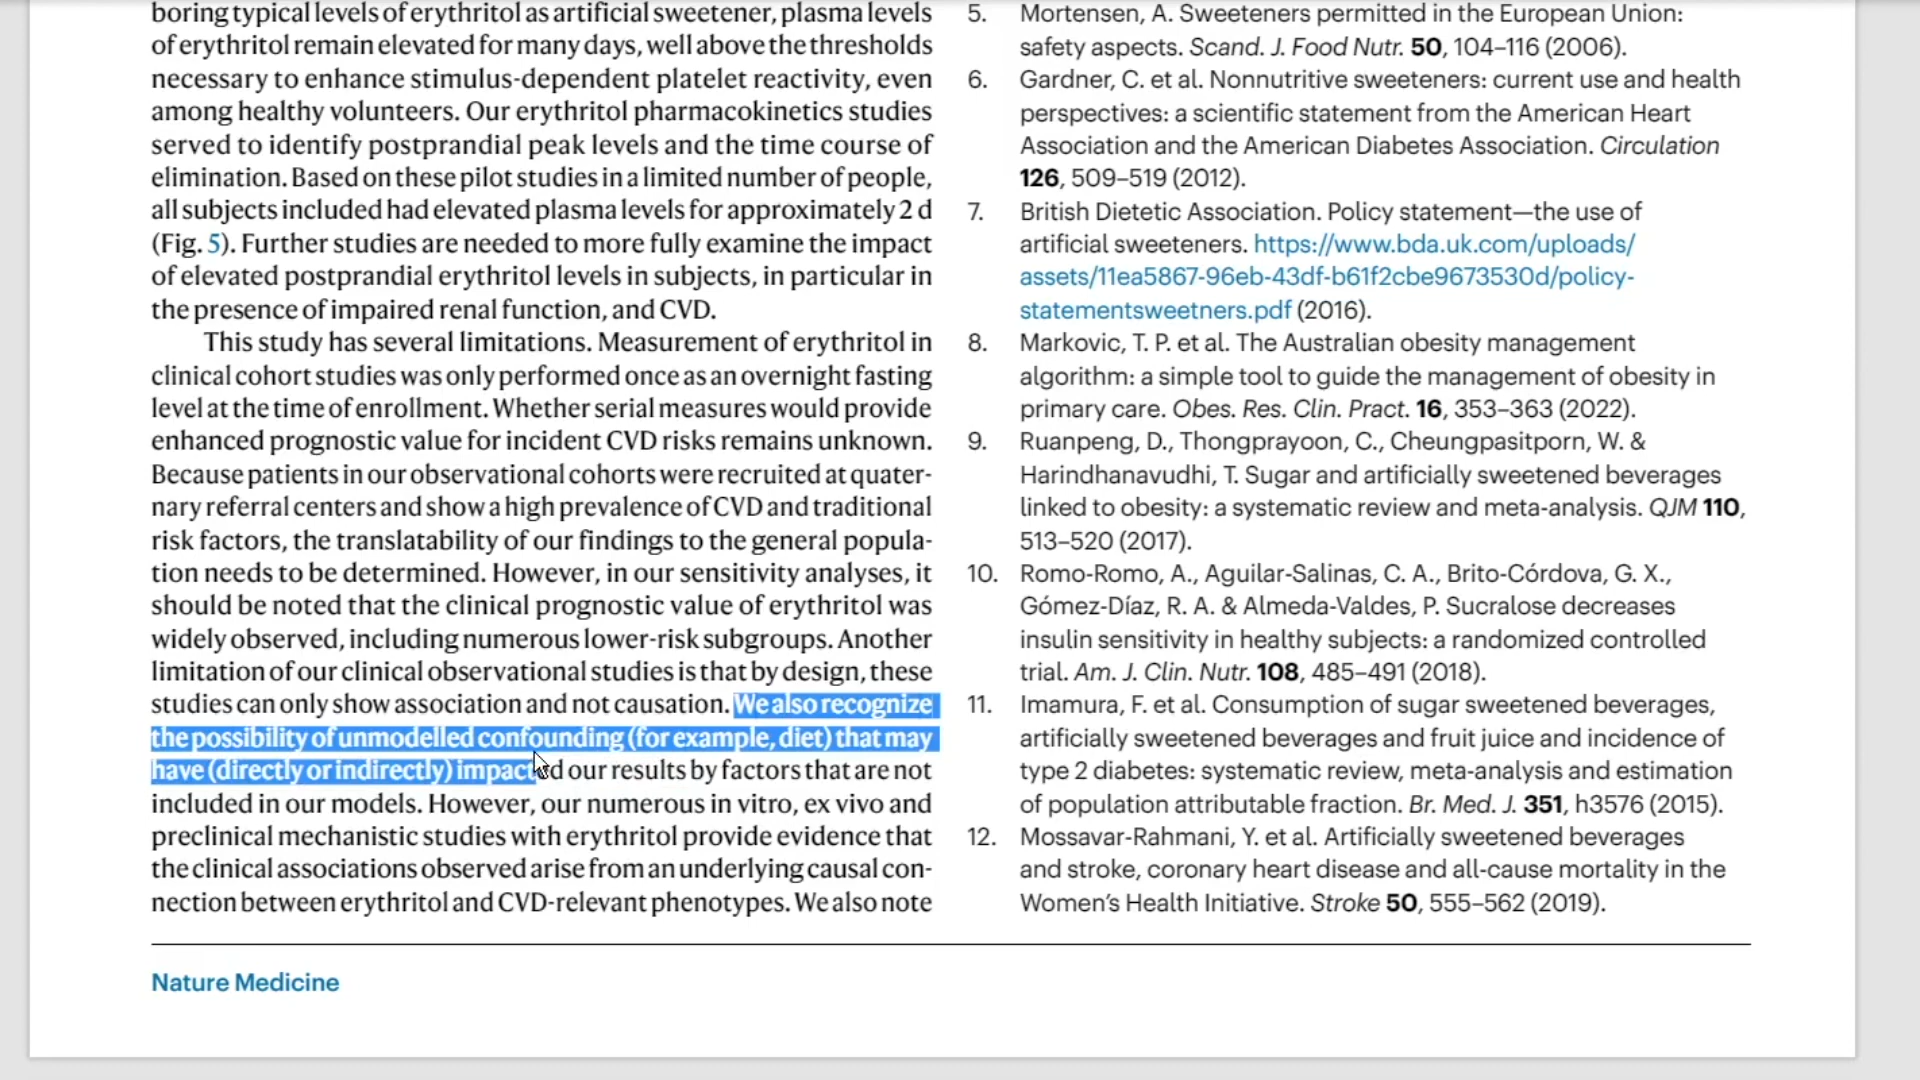 boring typical levels of erythritol as artificial sweetener, plasma levels
of erythritol remain elevated for many days, well above the thresholds
necessary to enhance stimulus-dependent platelet reactivity, even
among healthy volunteers. Our erythritol pharmacokinetics studies
served to identify postprandial peak levels and the time course of
elimination. Based on these pilot studies in a limited number of people,
all subjects included had elevated plasma levels for approximately 2 d
(Fig. 5). Further studies are needed to more fully examine the impact
of elevated postprandial erythritol levels in subjects, in particular in
the presence of impaired renal function, and CVD.
This study has several limitations. Measurement of erythritol in
clinical cohort studies was only performed once as an overnight fasting
level at the time of enrollment. Whether serial measures would provide
enhanced prognostic value for incident CVD risks remains unknown.
Because patients in our observational cohorts were recruited at quater-
nary referral centers and show a high prevalence of CVD and traditional
risk factors, the translatability of our findings to the general popula-
tion needs to be determined. However, in our sensitivity analyses, it
should be noted that the clinical prognostic value of erythritol was
widely observed, including numerous lower-risk subgroups. Another
limitation of our clinical observational studies is that by design, these
studies can only show association and not causation. We also recognize
the possibility of unmodelled confounding (for example, diet) that may
have (directly or indirectly) impacted our results by factors that are not
included in our models. However, our numerous in vitro, ex vivo and
preclinical mechanistic studies with erythritol provide evidence that
the clinical associations observed arise from an underlying causal con-
nection between erythritol and CVD-relevant phenotypes. We also note
5. Mortensen, A. Sweeteners permitted in the European Union:
safety aspects. Scand. J. Food Nutr. 50, 104–116 (2006).
6. Gardner, C. et al. Nonnutritive sweeteners: current use and health
perspectives: a scientific statement from the American Heart
Association and the American Diabetes Association. Circulation
126, 509–519 (2012).
7. British Dietetic Association. Policy statement—the use of
artificial sweeteners. https://www.bda.uk.com/uploads/
assets/11ea5867-96eb-43df-b61f2cbe9673530d/policy-
statementsweetners.pdf (2016).
8. Markovic, T. P. et al. The Australian obesity management
algorithm: a simple tool to guide the management of obesity in
primary care. Obes. Res. Clin. Pract. 16, 353–363 (2022).
9. Ruanpeng, D., Thongprayoon, C., Cheungpasitporn, W. &
Harindhanavudhi, T. Sugar and artificially sweetened beverages
linked to obesity: a systematic review and meta-analysis. QJM 110,
513–520 (2017).
10. Romo-Romo, A., Aguilar-Salinas, C. A., Brito-Córdova, G. X.,
Gómez-Díaz, R. A. & Almeda-Valdes, P. Sucralose decreases
insulin sensitivity in healthy subjects: a randomized controlled
trial. Am. J. Clin. Nutr. 108, 485–491 (2018).
11. Imamura, F. et al. Consumption of sugar sweetened beverages,
artificially sweetened beverages and fruit juice and incidence of
type 2 diabetes: systematic review, meta-analysis and estimation
of population attributable fraction. Br. Med. J. 351, h3576 (2015).
12. Mossavar-Rahmani, Y. et al. Artificially sweetened beverages
and stroke, coronary heart disease and all-cause mortality in the
Women's Health Initiative. Stroke 50, 555–562 (2019).
Nature Medicine